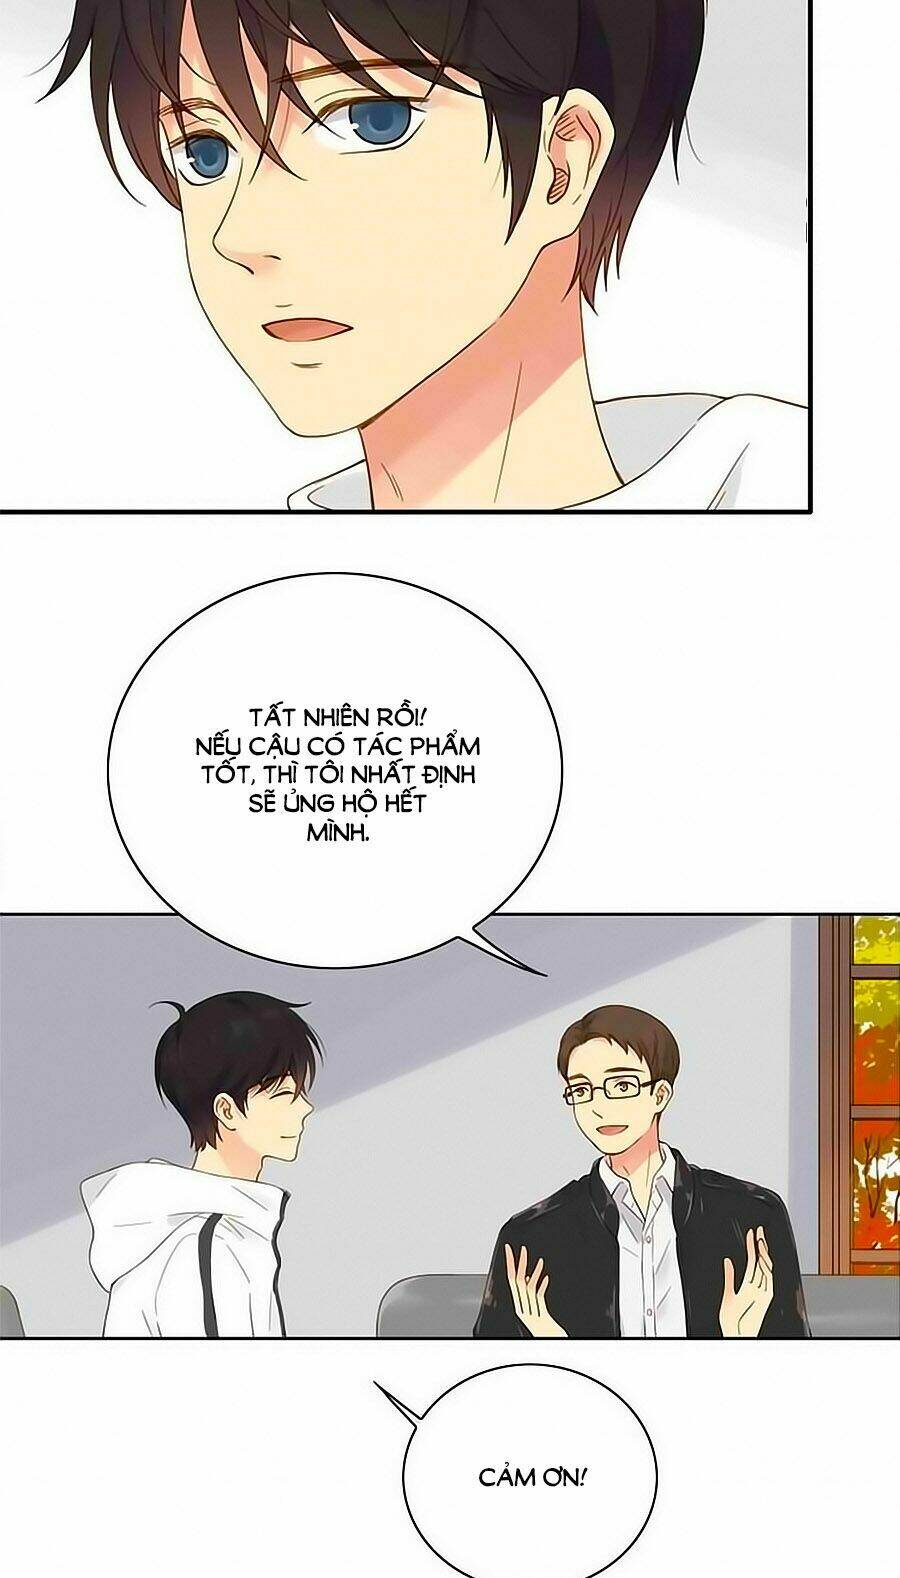 TẤT NHIÊN RỒI!
NẾU CẬU CÓ TÁC PHẨM
TỐT, THÌ TÔI NHẤT ĐỊNH
SẼ ỦNG HỘ HẾT
MÌNH.
CẢM ƠN!